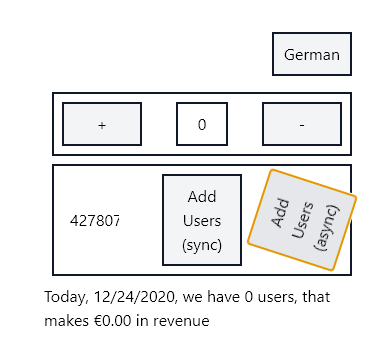 German
+
0
-
427807
Add
Users
(sync)
Add
Users
(async)
Today, 12/24/2020, we have 0 users, that
makes €0.00 in revenue